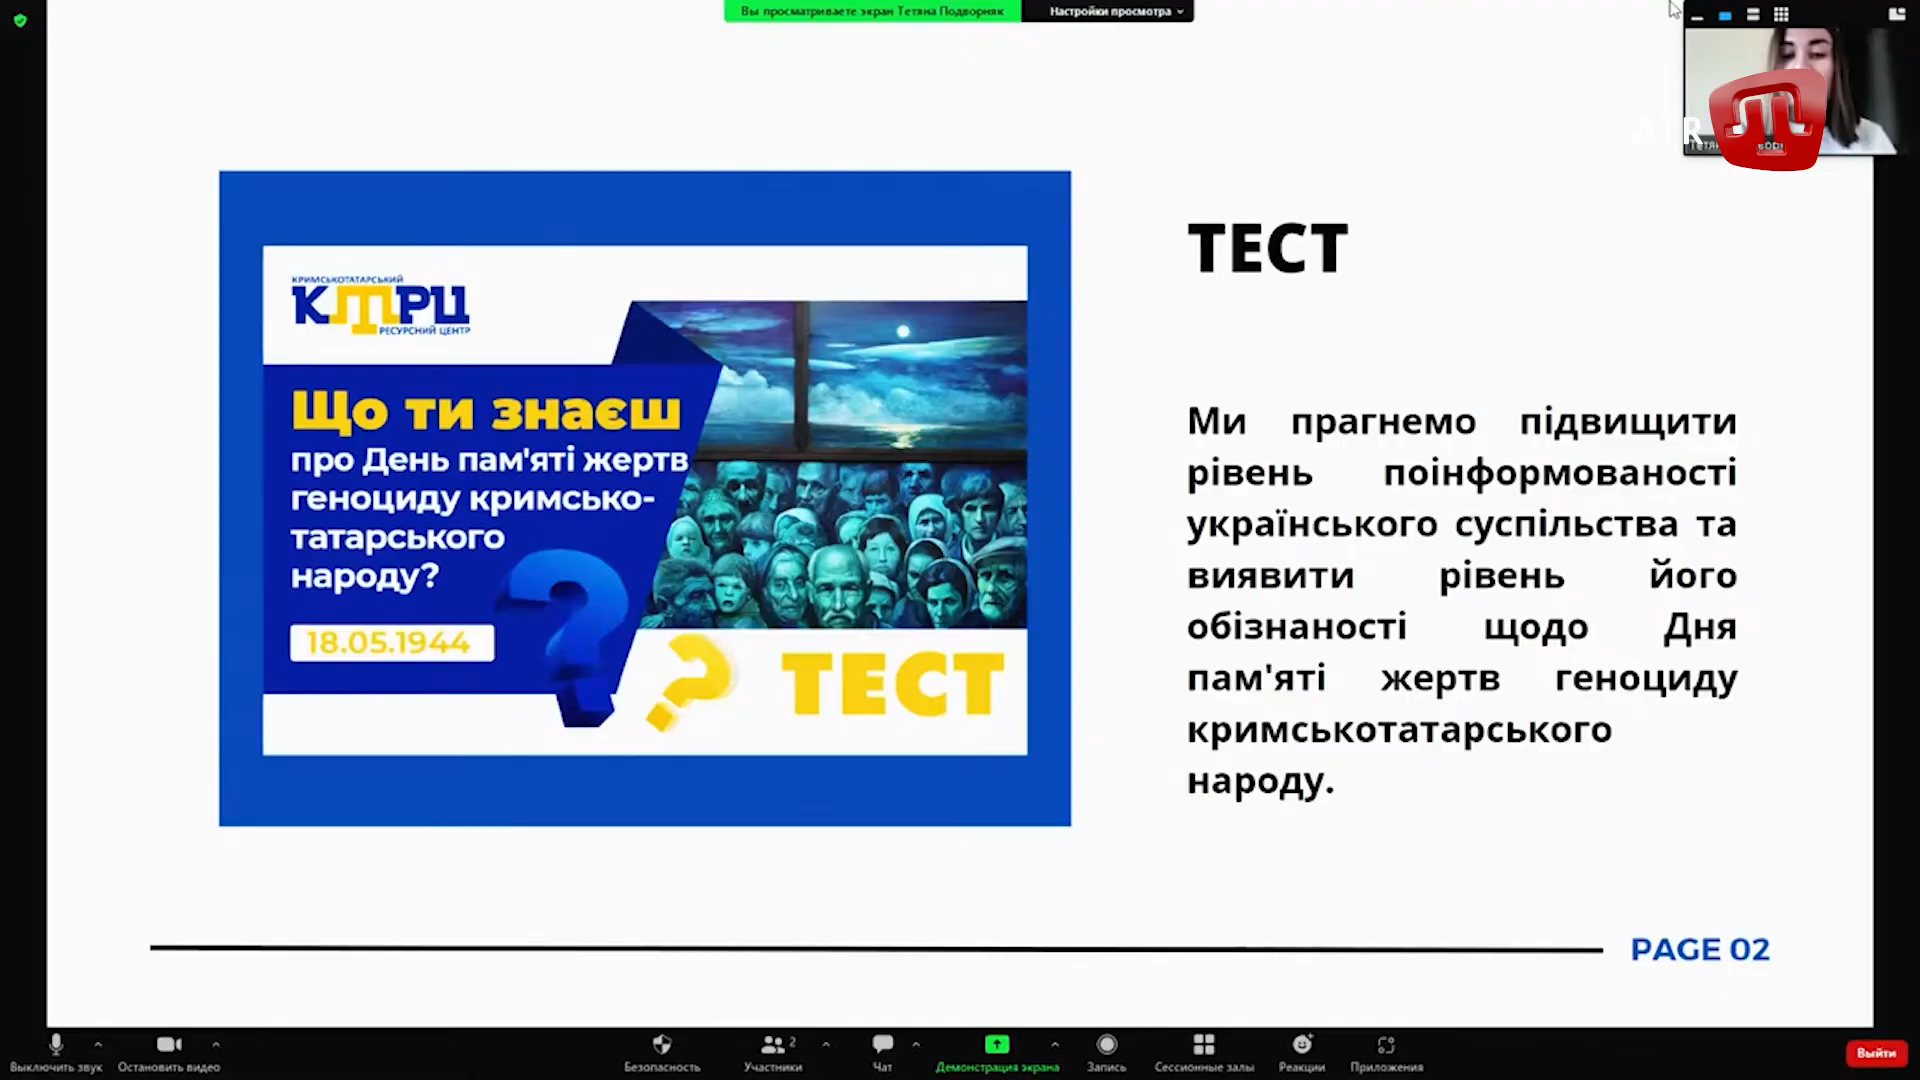 Вы просматриваете экран Тетяна Подворняк
Настройки просмотра
ATR
КРИМСЬКОТАТАРСЬКИЙ
КТРЦ
РЕСУРСНИЙ ЦЕНТР
Що ти знаєш
про День пам'яті жертв
геноциду кримсько-
татарського
народу?
18.05.1944
ТЕСТ
ТЕСТ
Ми прагнемо підвищити
рівень поінформованості
українського суспільства та
виявити рівень його
обізнаності щодо Дня
пам'яті жертв геноциду
кримськотатарського
народу.
PAGE 02
Выключить звук
Остановить видео
Безопасность
Участники
2
Чат
Демонстрация экрана
Запись
Сессионные залы
Реакции
Приложения
Выйти